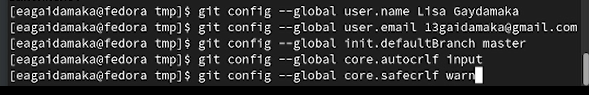 [eagaidamaka@fedora tmp]$ git config --global user.name Lisa Gaydamaka
[eagaidamaka@fedora tmp]$ git config --global user.email l3gaidamaka@gmail.com
[eagaidamaka@fedora tmp]$ git config --global init.defaultBranch master
[eagaidamaka@fedora tmp]$ git config --global core.autocrlf input
[eagaidamaka@fedora tmp]$ git config --global core.safecrlf warn